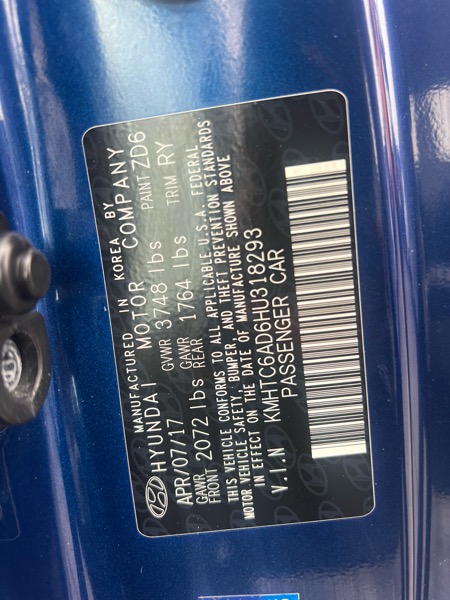 MANUFACTURED IN KOREA BY
HYUNDAI MOTOR COMPANY
APR/07/17 GVWR 3748 lbs PAINT ZD6
GAWR FRONT 2072 lbs GAWR REAR 1764 lbs TRIM RY
THIS VEHICLE CONFORMS TO ALL APPLICABLE U.S.A. FEDERAL
MOTOR VEHICLE SAFETY, BUMPER, AND THEFT PREVENTION STANDARDS
IN EFFECT ON THE DATE OF MANUFACTURE SHOWN ABOVE
V.I.N KMHTC6AD6HU318293
PASSENGER CAR